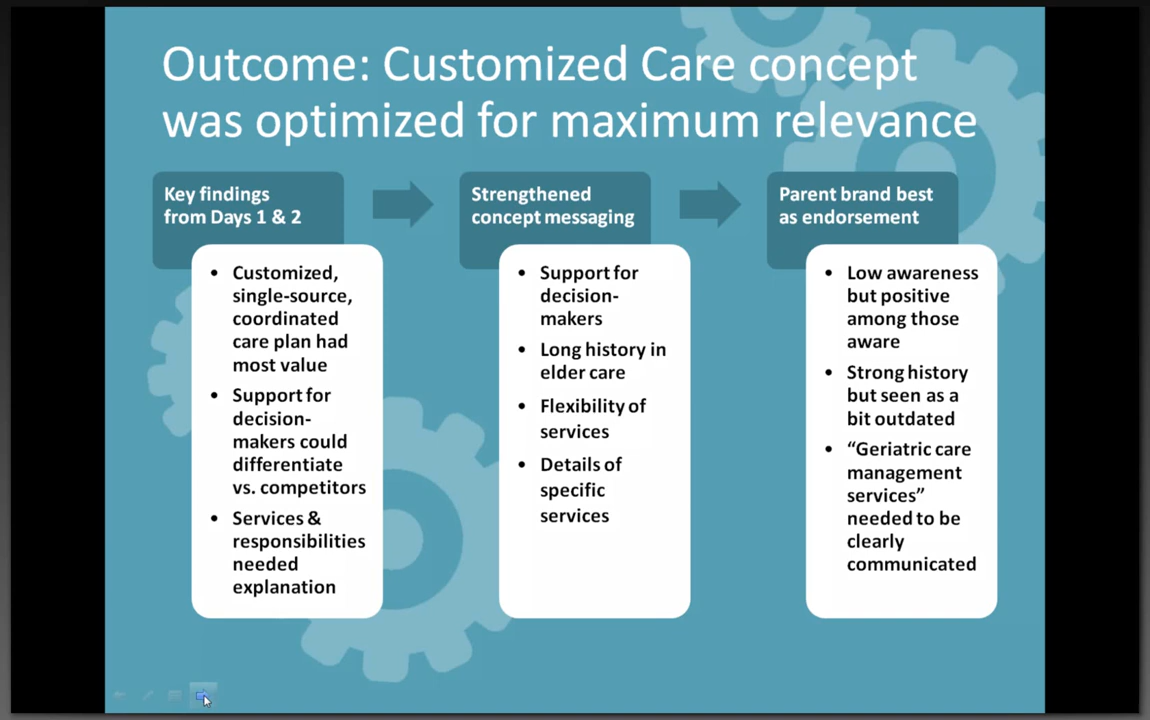 Outcome: Customized Care concept
was optimized for maximum relevance
Key findings
from Days 1 & 2
• Customized,
single-source,
coordinated
care plan had
most value
• Support for
decision-
makers could
differentiate
vs. competitors
• Services &
responsibilities
needed
explanation
Strengthened
concept messaging
• Support for
decision-
makers
• Long history in
elder care
• Flexibility of
services
• Details of
specific
services
Parent brand best
as endorsement
• Low awareness
but positive
among those
aware
• Strong history
but seen as a
bit outdated
• “Geriatric care
management
services”
needed to be
clearly
communicated